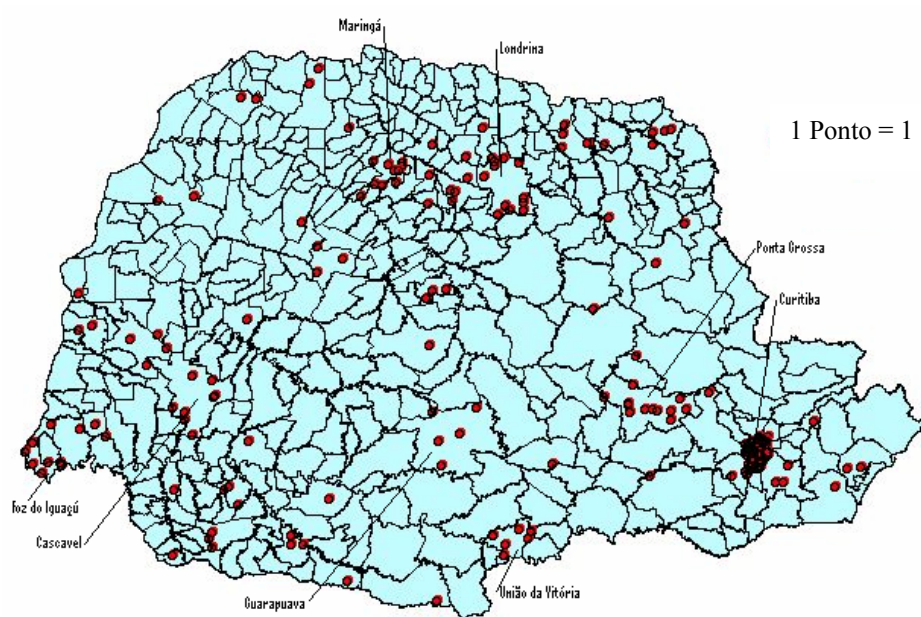 Maringá
Londrina
1 Ponto = 1
Ponta Grossa
Curitiba
Foz do Iguaçú
Cascavel
Guarapuava
União da Vitória